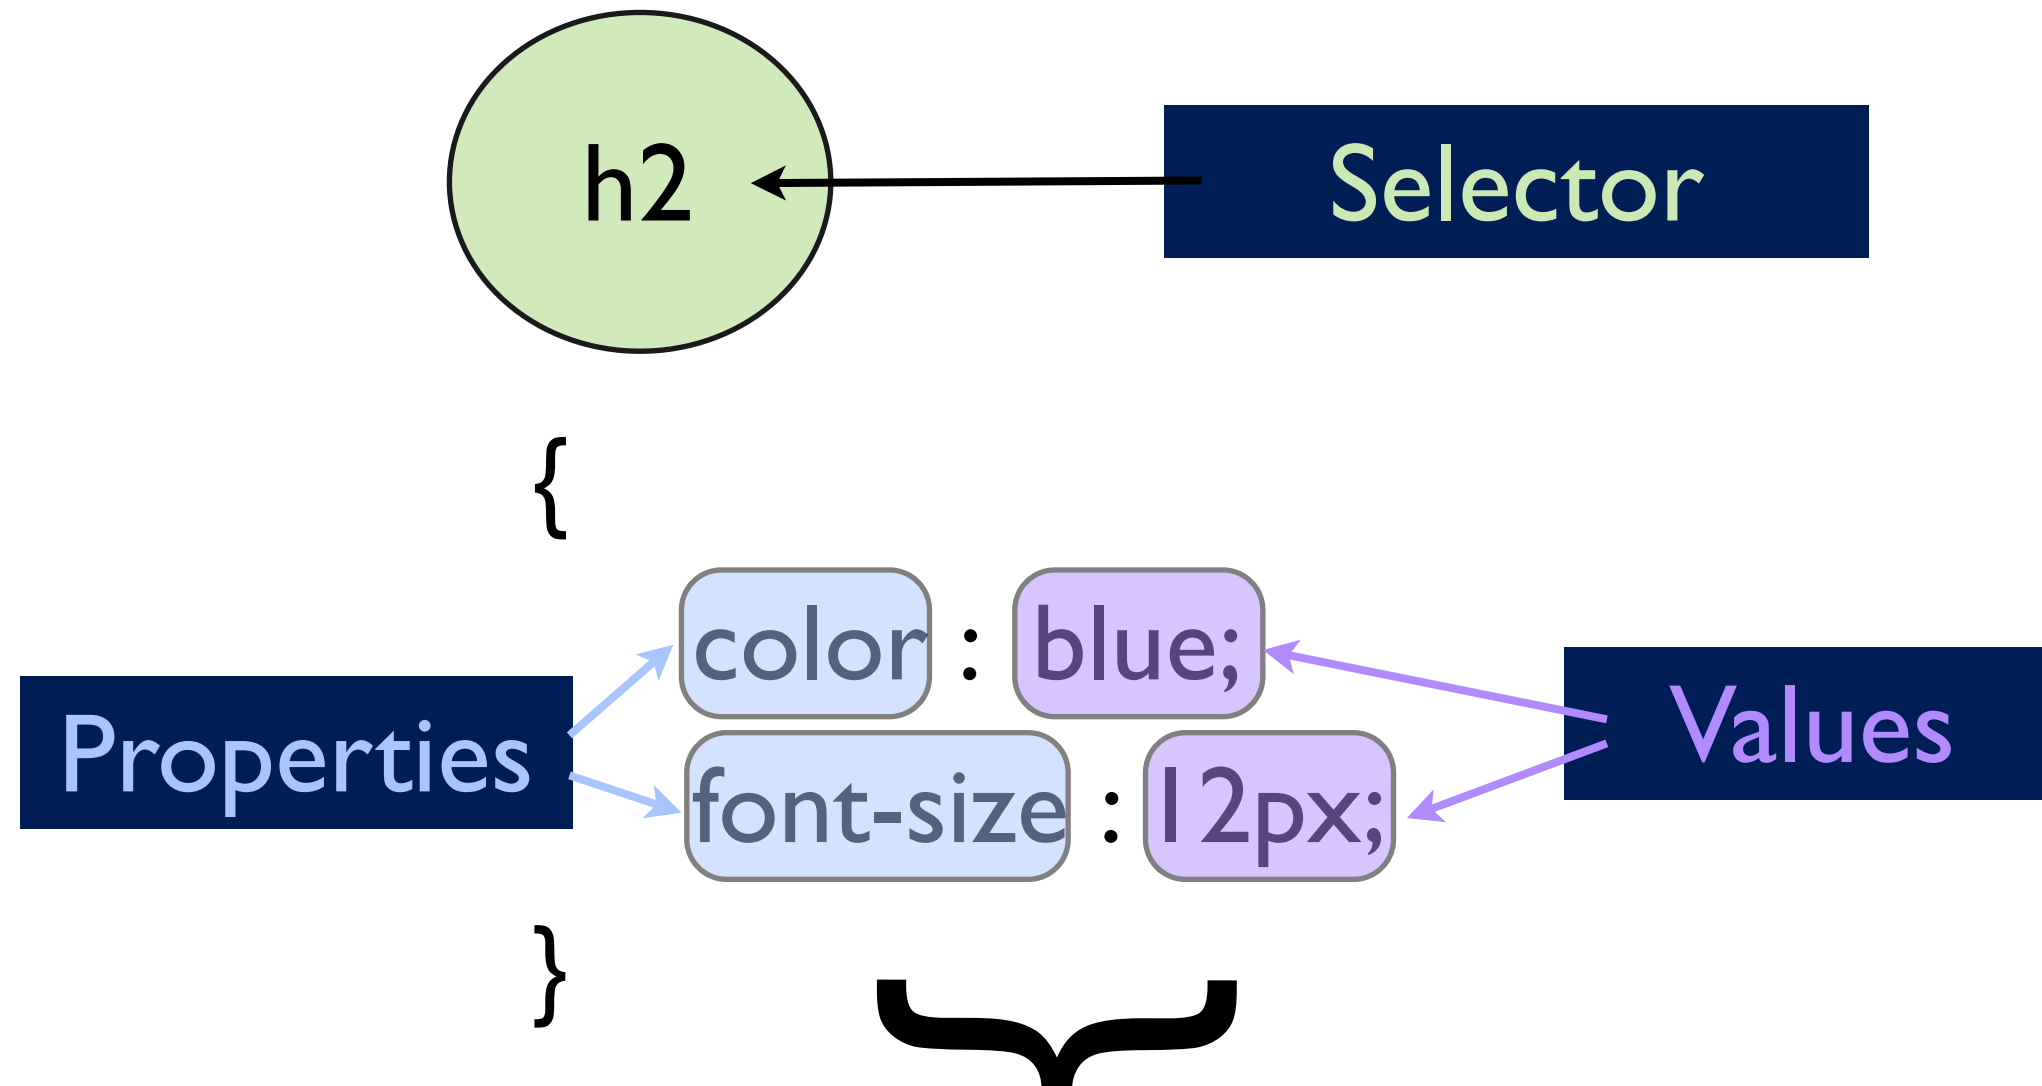 h2
Selector
{
color : blue;
Properties
Values
font-size : 12px;
}